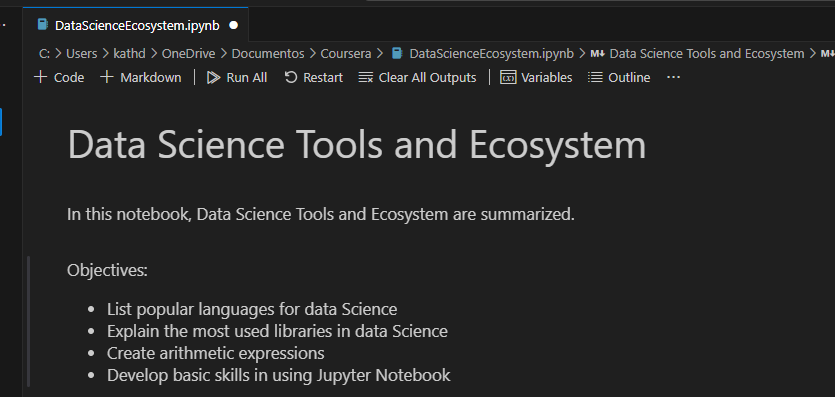 DataScienceEcosystem.ipynb
C: > Users > kathd > OneDrive > Documentos > Coursera > DataScienceEcosystem.ipynb > M↓ Data Science Tools and Ecosystem > M↓
+ Code + Markdown | Run All Restart Clear All Outputs | Variables Outline ...
Data Science Tools and Ecosystem
In this notebook, Data Science Tools and Ecosystem are summarized.
Objectives:
• List popular languages for data Science
• Explain the most used libraries in data Science
• Create arithmetic expressions
• Develop basic skills in using Jupyter Notebook